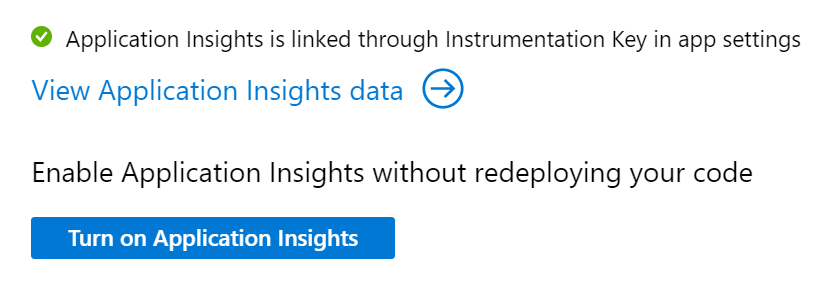 Application Insights is linked through Instrumentation Key in app settings
View Application Insights data
Enable Application Insights without redeploying your code
Turn on Application Insights